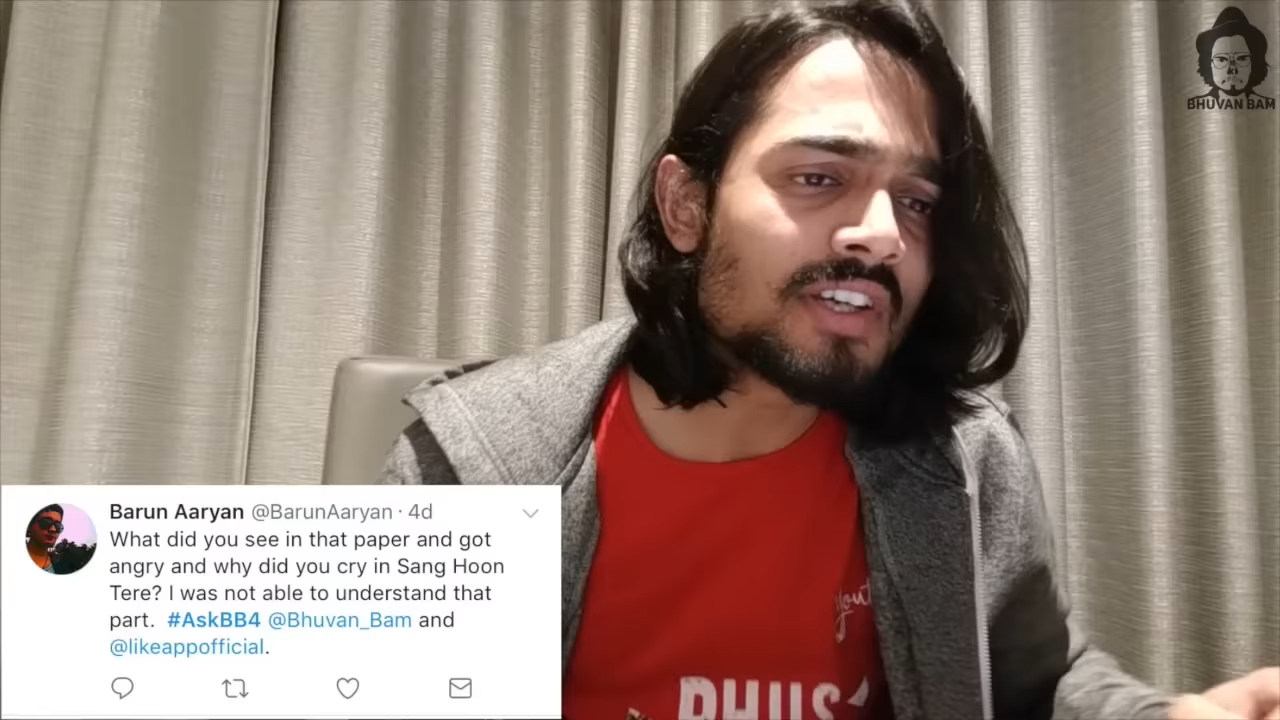 BHUVAN BAM
Barun Aaryan @BarunAaryan · 4d
What did you see in that paper and got
angry and why did you cry in Sang Hoon
Tere? I was not able to understand that
part. #AskBB4 @Bhuvan_Bam and
@likeappofficial.